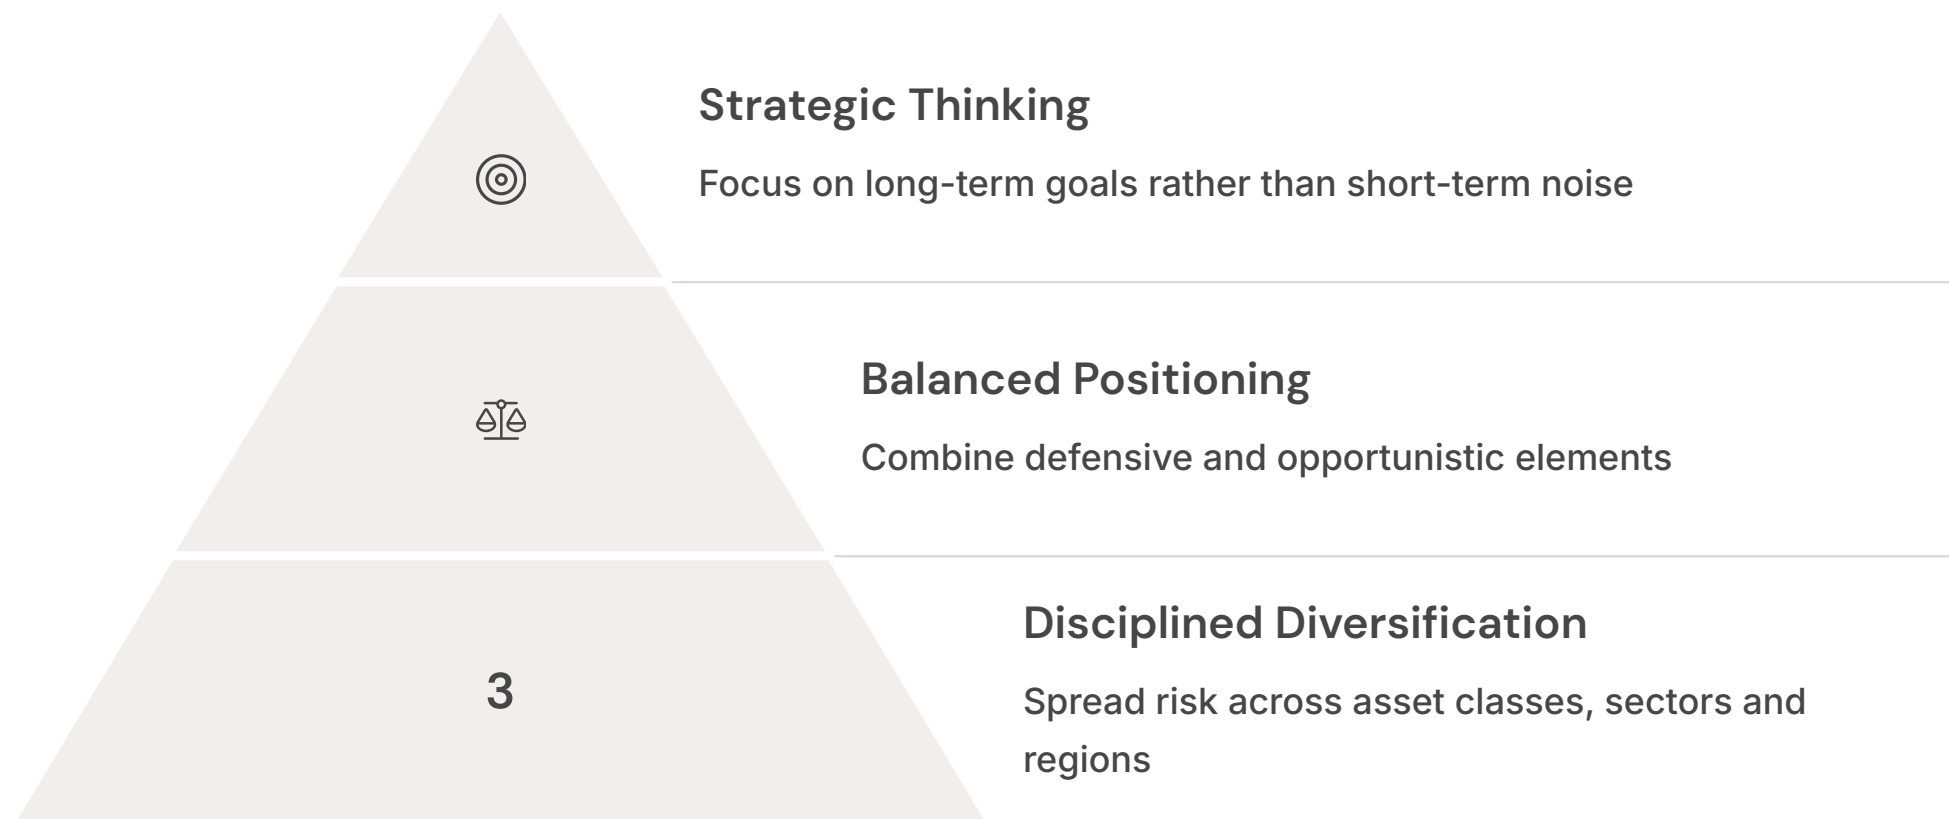 Strategic Thinking
Focus on long-term goals rather than short-term noise
Balanced Positioning
Combine defensive and opportunistic elements
3
Disciplined Diversification
Spread risk across asset classes, sectors and
regions